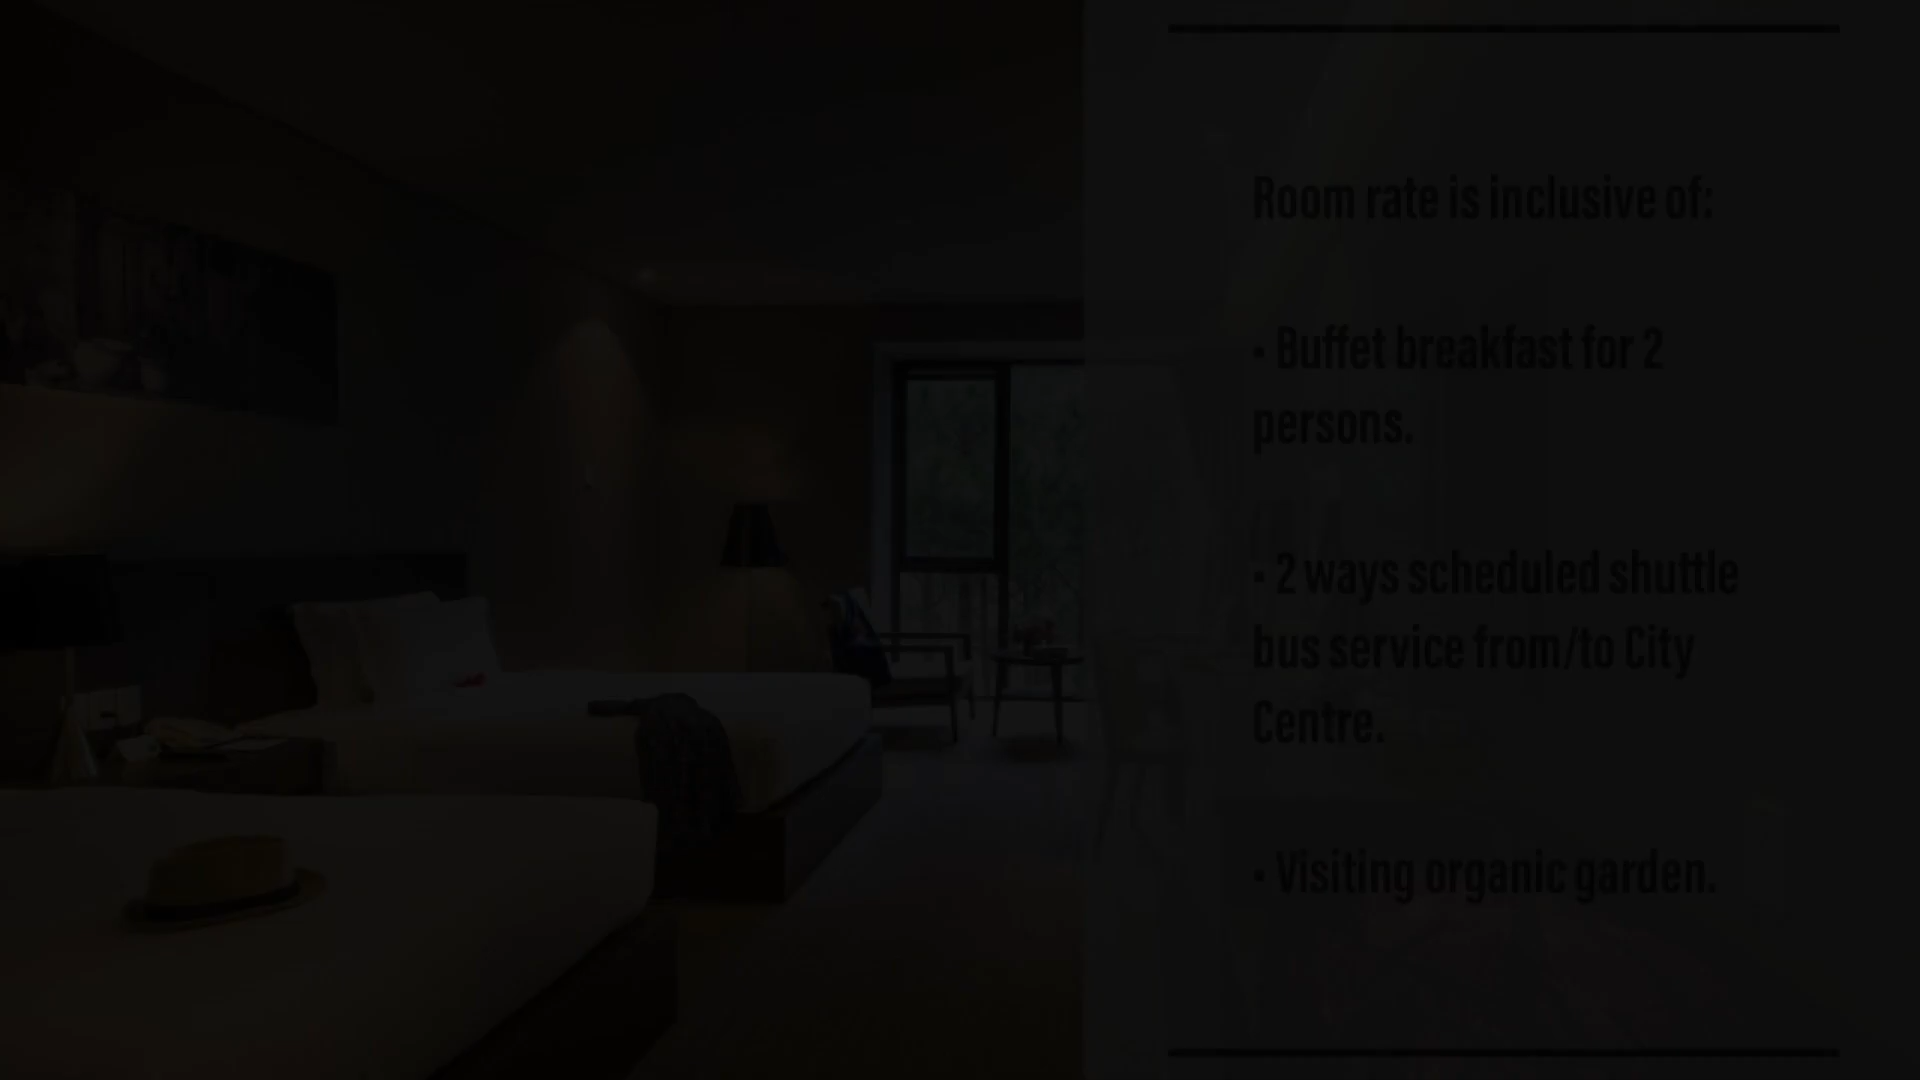 Room rate is inclusive of:
• Buffet breakfast for 2
persons.
• 2 ways scheduled shuttle
bus service from/to City
Centre.
• Visiting organic garden.